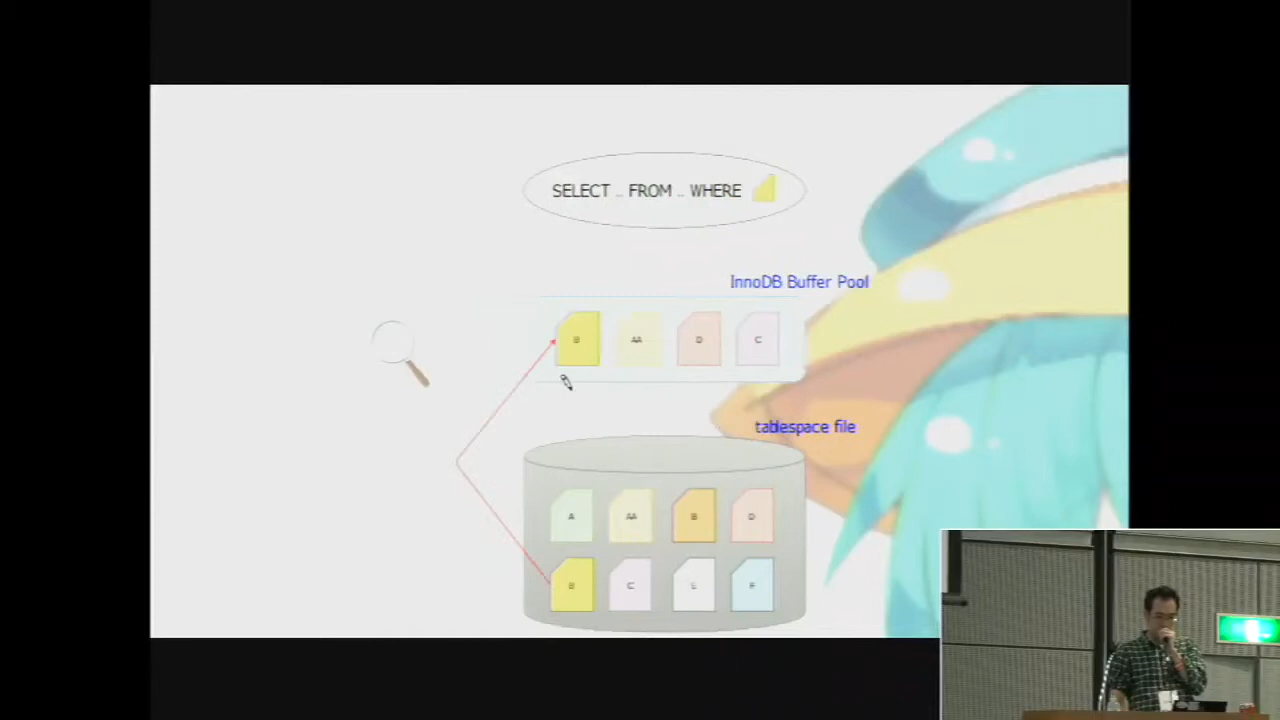 SELECT .. FROM .. WHERE
InnoDB Buffer Pool
B AA D C
tablespace file
A AA B D
B C E F